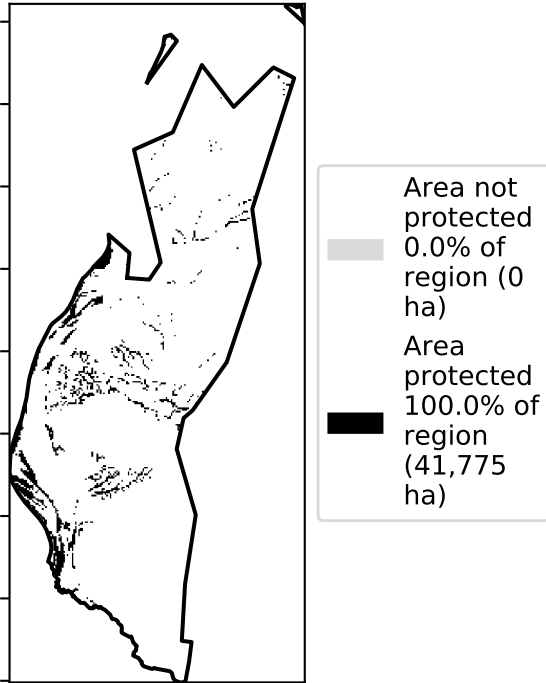 Area not
protected
0.0% of
region (0
ha)
Area
protected
100.0% of
region
(41,775
ha)